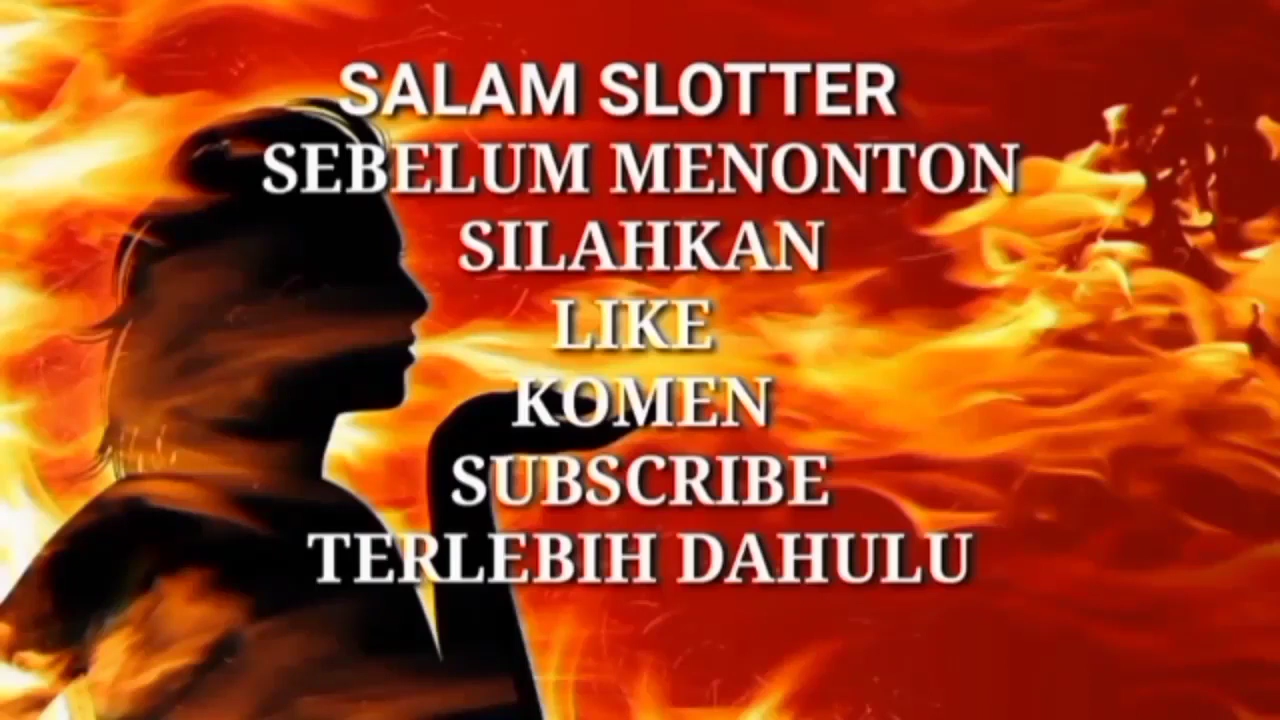 SALAM SLOTTER
SEBELUM MENONTON
SILAHKAN
LIKE
KOMEN
SUBSCRIBE
TERLEBIH DAHULU